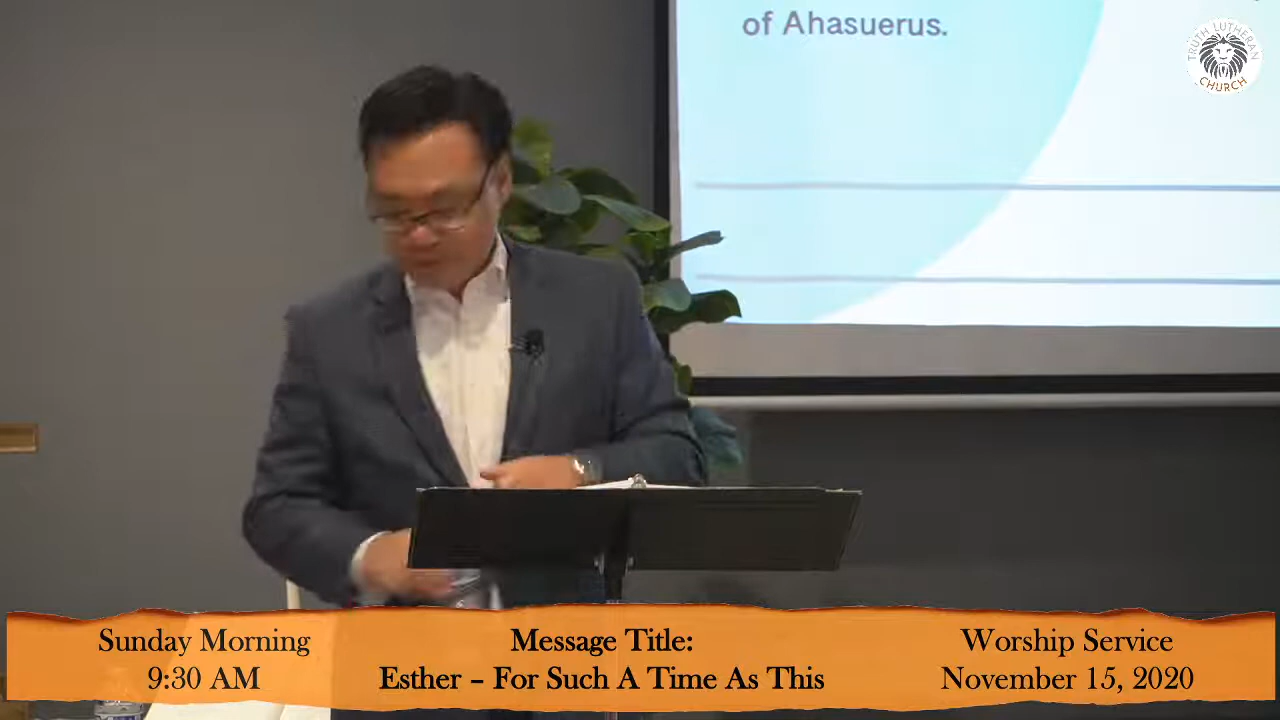 of Ahasuerus.
TRUTH LUTHERAN
CHURCH
Sunday Morning
9:30 AM
Message Title:
Esther – For Such A Time As This
Worship Service
November 15, 2020